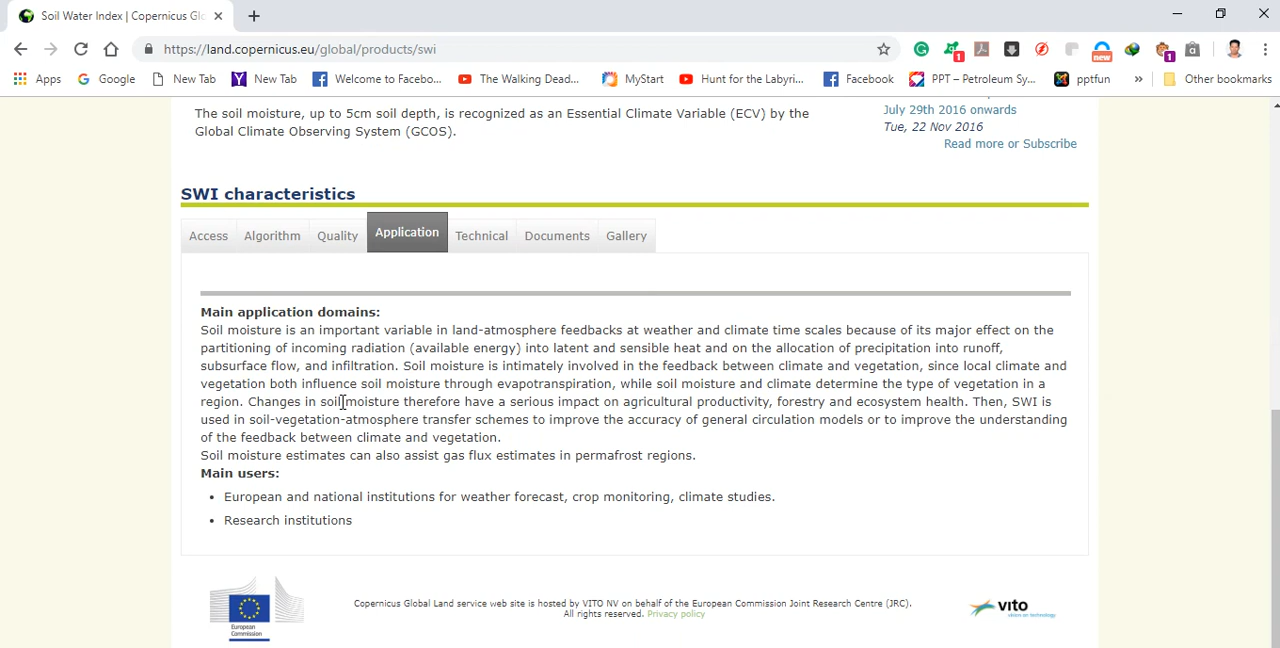 Soil Water Index | Copernicus Glo
https://land.copernicus.eu/global/products/swi
1
new
1
Apps Google New Tab New Tab Welcome to Facebo... The Walking Dead... MyStart Hunt for the Labyri... Facebook PPT – Petroleum Sy... pptfun » Other bookmarks
The soil moisture, up to 5cm soil depth, is recognized as an Essential Climate Variable (ECV) by the
Global Climate Observing System (GCOS).
July 29th 2016 onwards
Tue, 22 Nov 2016
Read more or Subscribe
SWI characteristics
Access Algorithm Quality Application Technical Documents Gallery
Main application domains:
Soil moisture is an important variable in land-atmosphere feedbacks at weather and climate time scales because of its major effect on the
partitioning of incoming radiation (available energy) into latent and sensible heat and on the allocation of precipitation into runoff,
subsurface flow, and infiltration. Soil moisture is intimately involved in the feedback between climate and vegetation, since local climate and
vegetation both influence soil moisture through evapotranspiration, while soil moisture and climate determine the type of vegetation in a
region. Changes in soil moisture therefore have a serious impact on agricultural productivity, forestry and ecosystem health. Then, SWI is
used in soil-vegetation-atmosphere transfer schemes to improve the accuracy of general circulation models or to improve the understanding
of the feedback between climate and vegetation.
Soil moisture estimates can also assist gas flux estimates in permafrost regions.
Main users:
• European and national institutions for weather forecast, crop monitoring, climate studies.
• Research institutions
European
Commission
Copernicus Global Land service web site is hosted by VITO NV on behalf of the European Commission Joint Research Centre (JRC).
All rights reserved. Privacy policy
vito